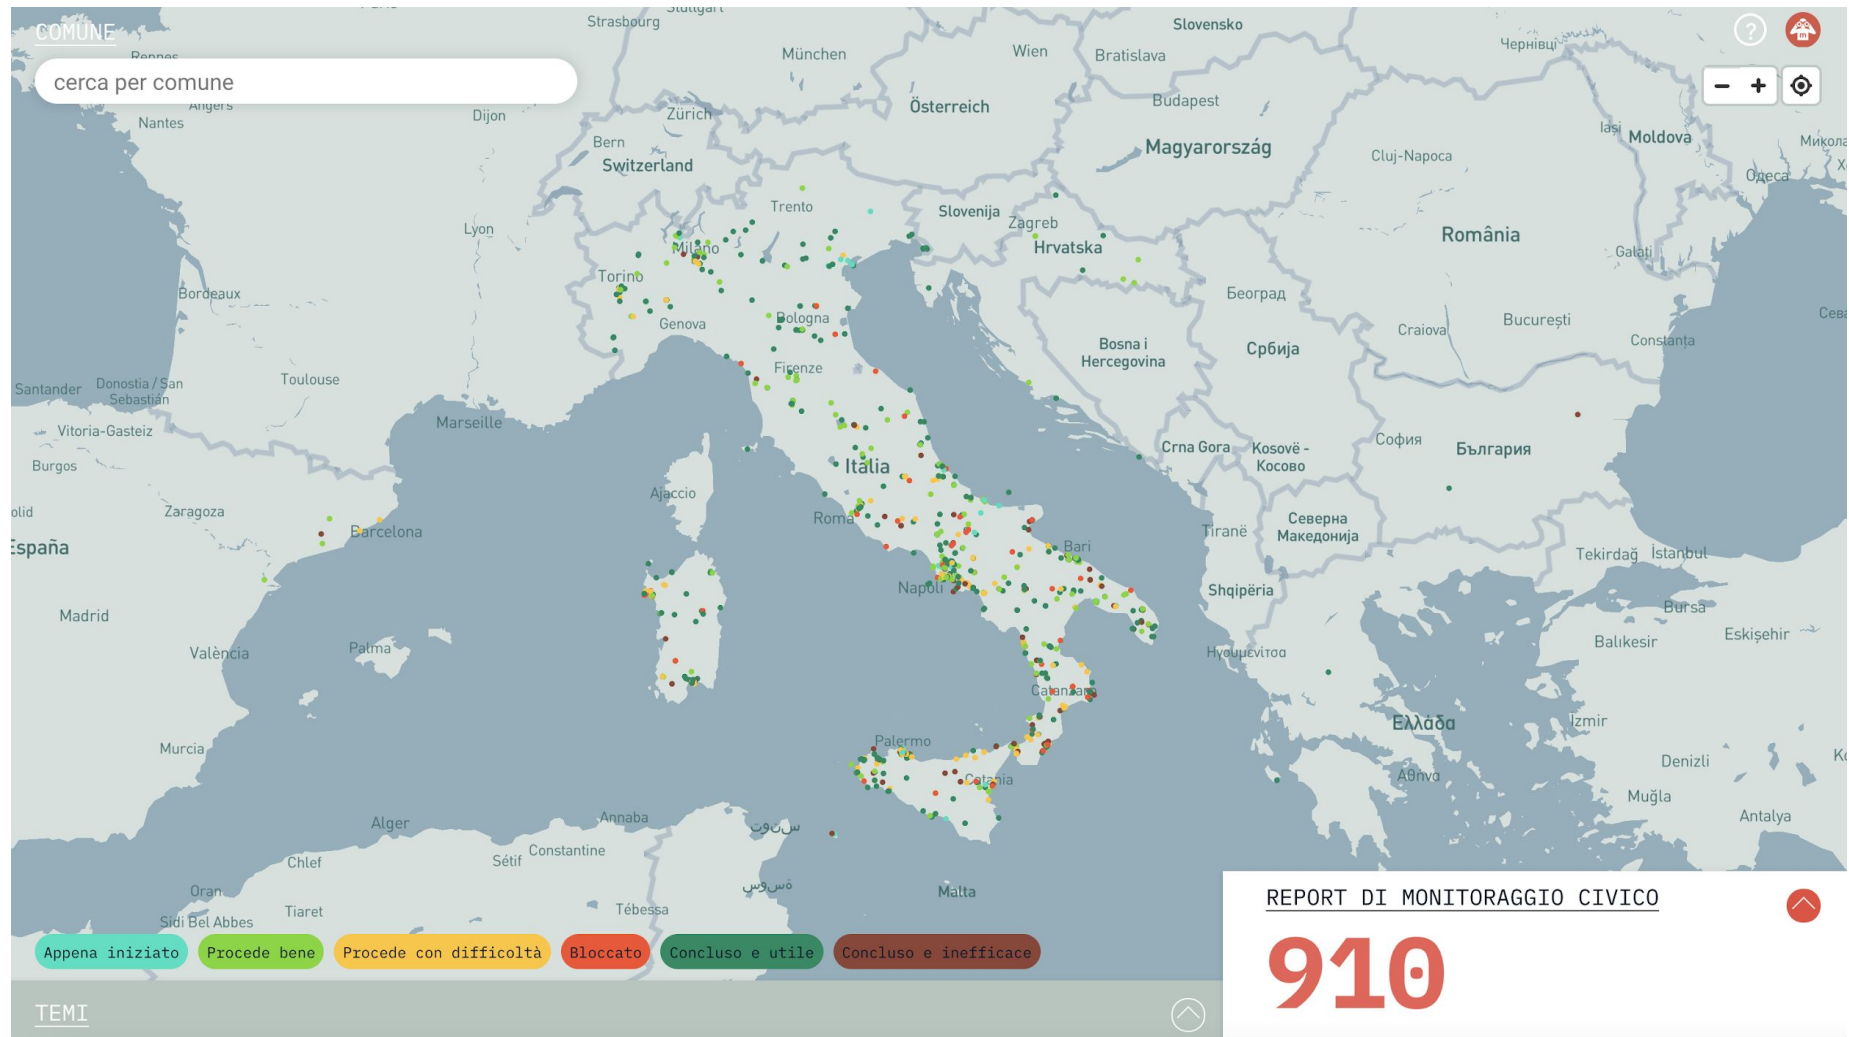 COMUNE
cerca per comune
?
Strasbourg
Slovensko
München
Wien
Bratislava
Чернівці
Rennes
Angers
Nantes
Dijon
Zürich
Österreich
Budapest
Iași
Moldova
Bern
Switzerland
Magyarország
Cluj-Napoca
Одеса
Trento
Slovenija
Zagreb
Lyon
Milano
Hrvatska
România
Galați
Torino
Bordeaux
Београд
Genova
Bologna
Craiova
București
Constanța
Bosna i
Hercegovina
Србија
Firenze
Toulouse
Santander
Donostia / San
Sebastián
Marseille
Vitoria-Gasteiz
Crna Gora
Kosovë -
Косово
София
България
Burgos
Italia
Ajaccio
Zaragoza
Roma
Barcelona
Tiranë
Северна
Македонија
España
Bari
Tekirdağ
İstanbul
Napoli
Shqipëria
Bursa
Madrid
Balıkesir
Eskişehir
València
Palma
Ηγουμενίτσα
Catanzaro
Ελλάδα
İzmir
Murcia
Palermo
Denizli
Catania
Αθήνα
Muğla
Antalya
Alger
Annaba
سوسة
Constantine
Chlef
Sétif
Oran
Malta
Tiaret
Tébessa
Sidi Bel Abbes
Appena iniziato
Procede bene
Procede con difficoltà
Bloccato
Concluso e utile
Concluso e inefficace
TEMI
REPORT DI MONITORAGGIO CIVICO
910